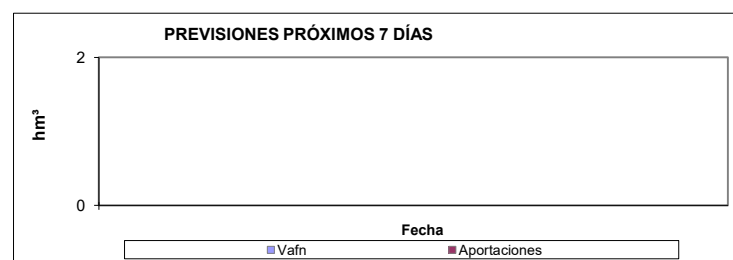 PREVISIONES PRÓXIMOS 7 DÍAS
2
hm³
0
Fecha
Vafn Aportaciones